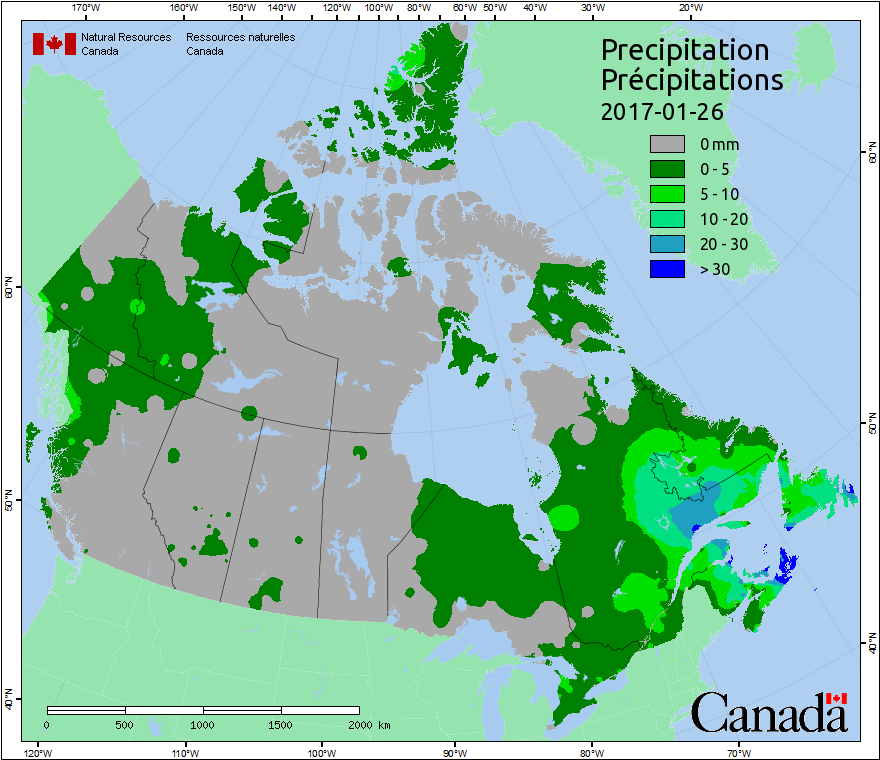 170°W 160°W 150°W 140°W 120°W 100°W 80°W 60°W 50°W 40°W 30°W 20°W
Natural Resources Ressources naturelles
Canada Canada
Precipitation
Précipitations
2017-01-26
0 mm
0 - 5
5 - 10
10 - 20
20 - 30
> 30
60°N
60°N
50°N
50°N
40°N
40°N
Canada
0 500 1000 1500 2000 km
120°W 110°W 100°W 90°W 80°W 70°W